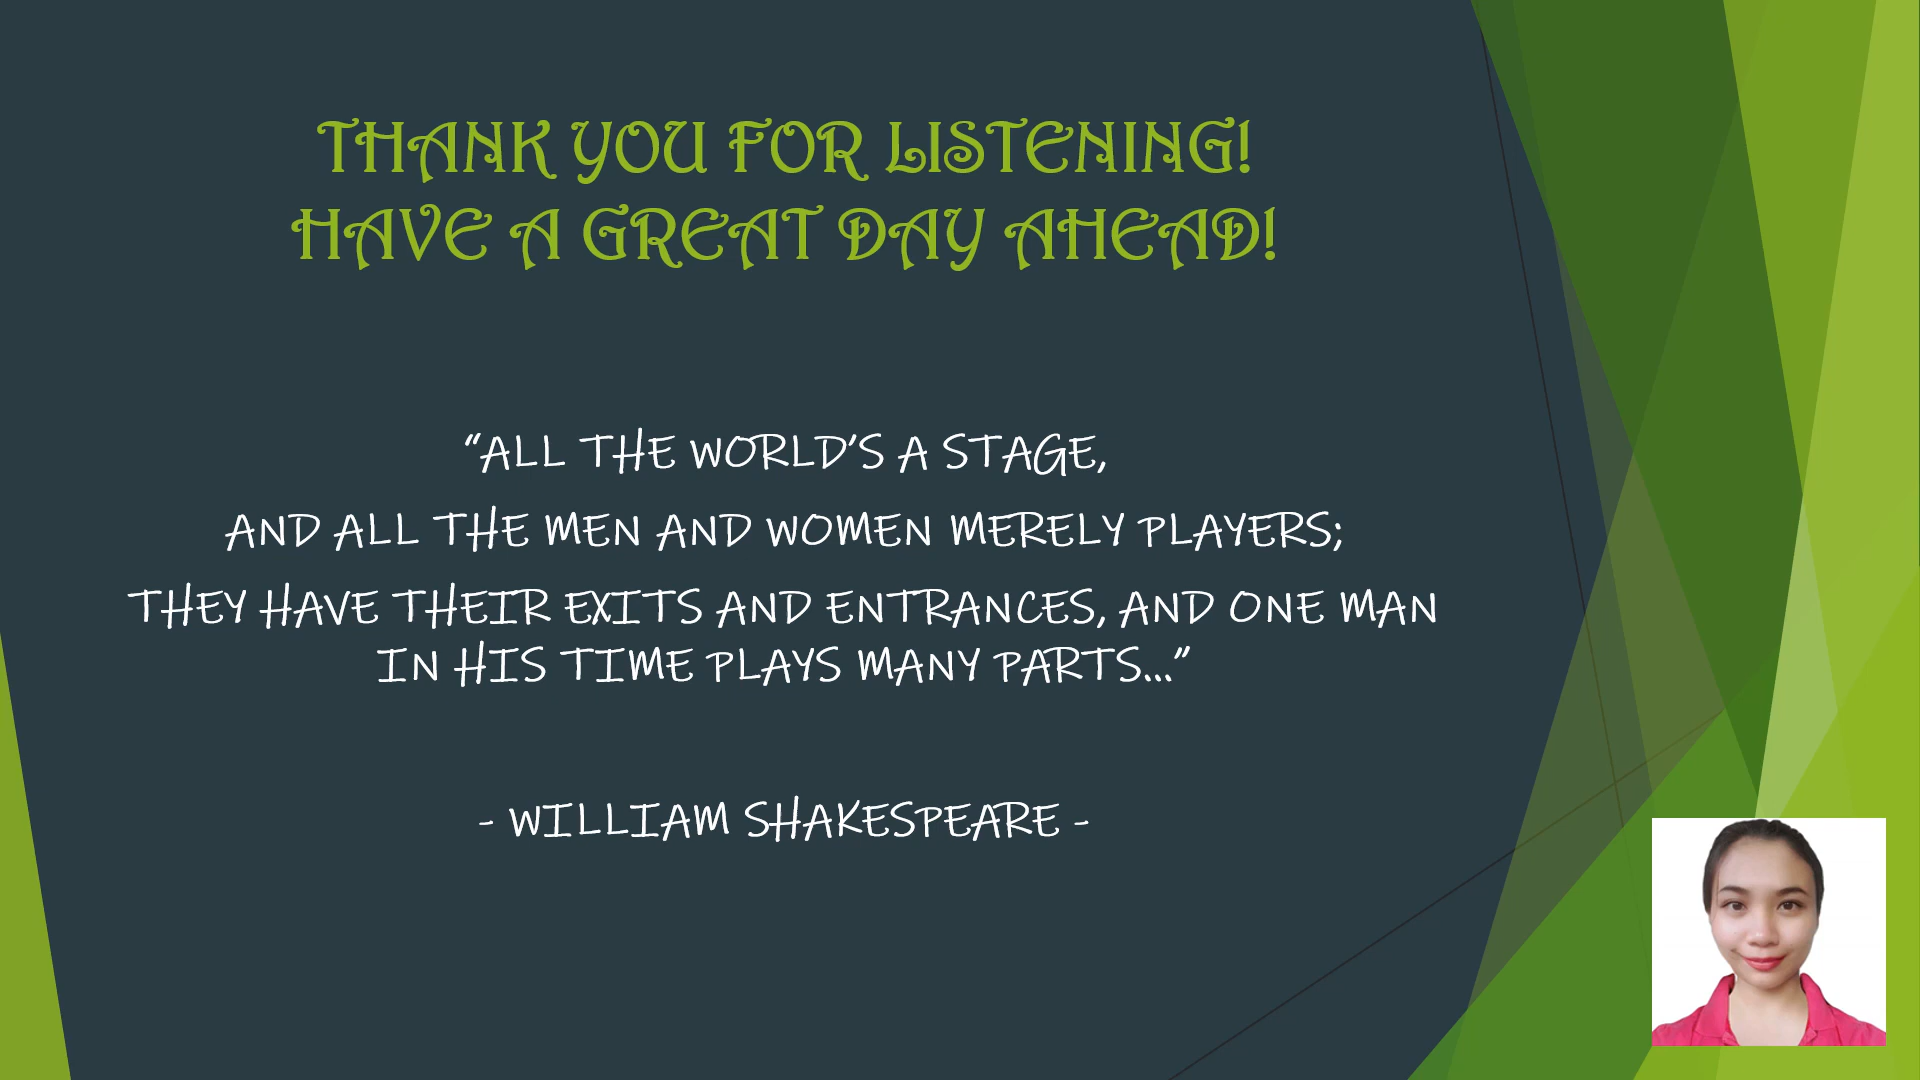 THANK YOU FOR LISTENING!
HAVE A GREAT DAY AHEAD!
“ALL THE WORLD’S A STAGE,
AND ALL THE MEN AND WOMEN MERELY PLAYERS;
THEY HAVE THEIR EXITS AND ENTRANCES, AND ONE MAN
IN HIS TIME PLAYS MANY PARTS...”
- WILLIAM SHAKESPEARE -